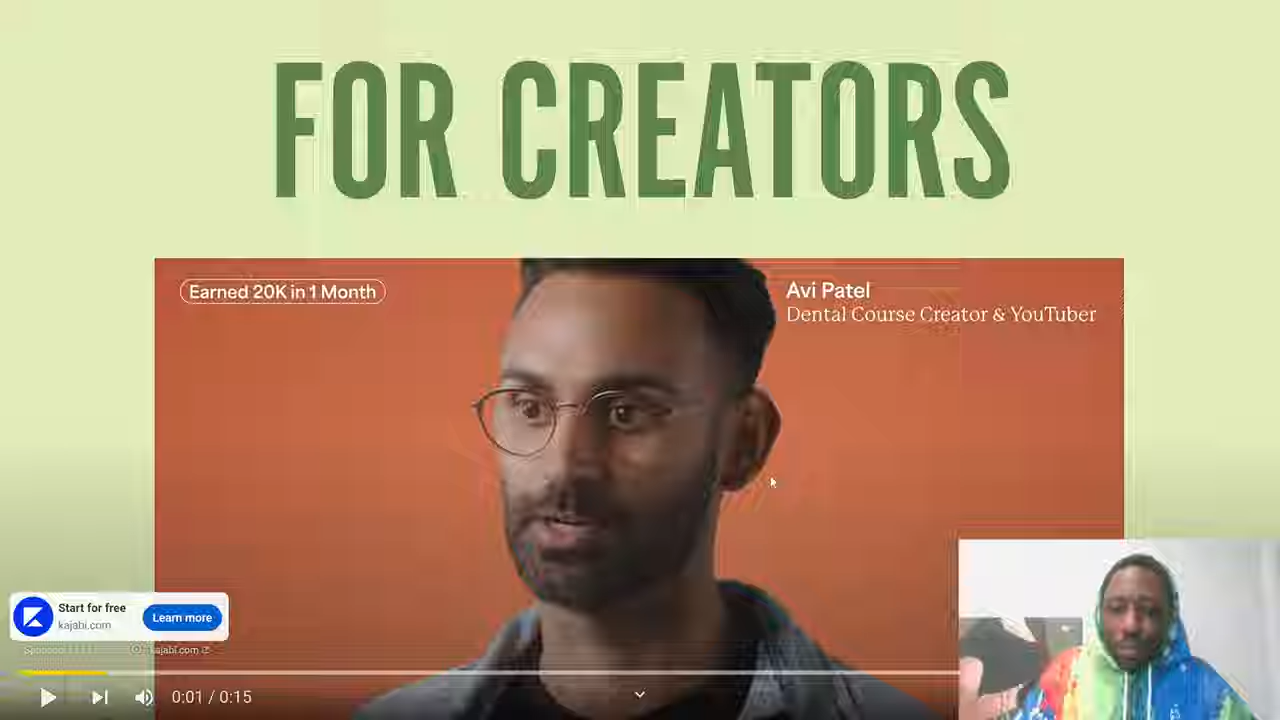 FOR CREATORS
Earned 20K in 1 Month
Avi Patel
Dental Course Creator & YouTuber
Start for free
kajabi.com
Learn more
kajabi.com
0:01 / 0:15